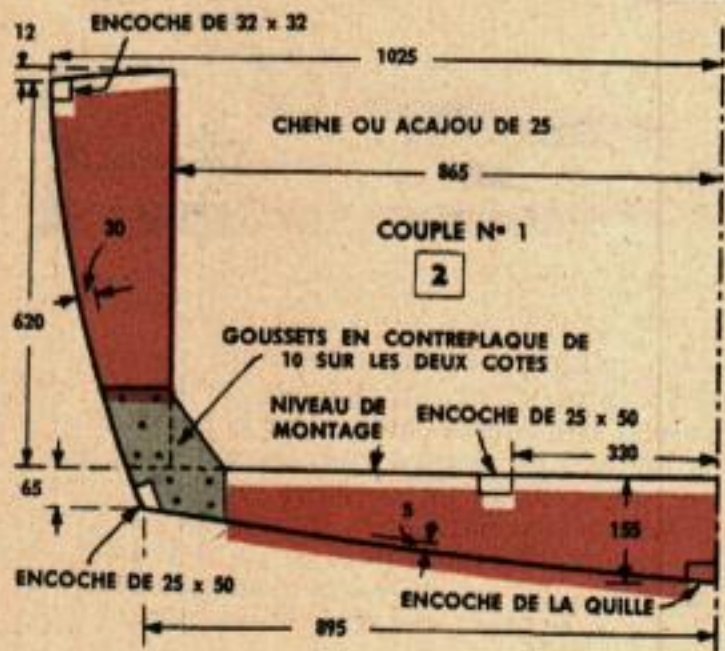 12
ENCOCHE DE 32 x 32
1025
CHENE OU ACAJOU DE 25
865
COUPLE Nº 1
30
2
620
GOUSSETS EN CONTREPLAQUE DE
10 SUR LES DEUX COTES
NIVEAU DE
MONTAGE
ENCOCHE DE 25 x 50
330
65
5
155
ENCOCHE DE 25 x 50
ENCOCHE DE LA QUILLE
895